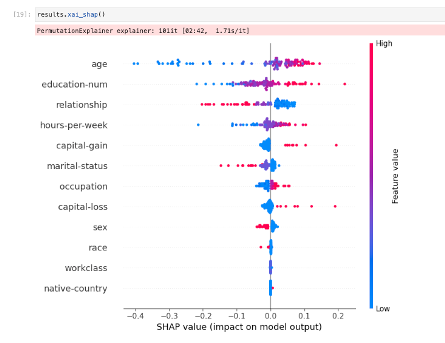 [19]: results.xai_shap()
PermutationExplainer explainer: 101it [02:42, 1.71s/it]
High
age
education-num
relationship
hours-per-week
capital-gain
marital-status
occupation
capital-loss
sex
race
workclass
native-country
Feature value
Low
−0.4 −0.3 −0.2 −0.1 0.0 0.1 0.2
SHAP value (impact on model output)